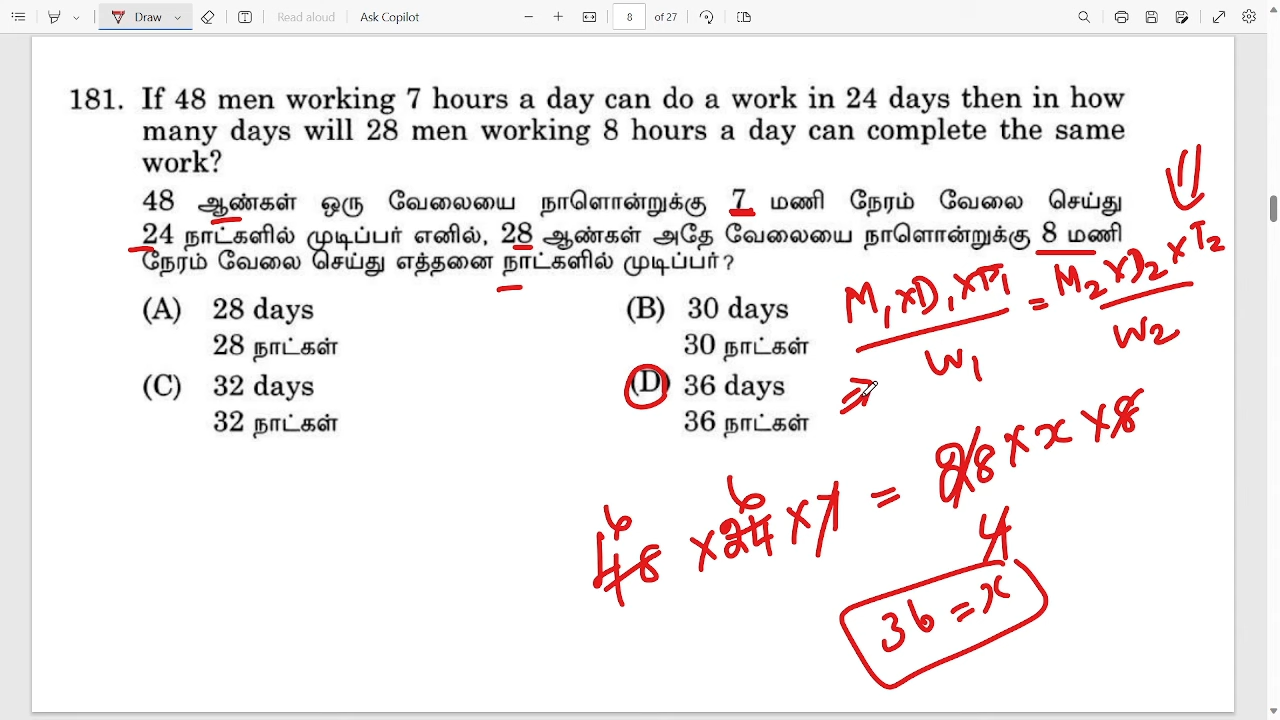 Draw
Read aloud
Ask Copilot
8
of 27
181. If 48 men working 7 hours a day can do a work in 24 days then in how
many days will 28 men working 8 hours a day can complete the same
work?
48 ஆண்கள் ஒரு வேலையை நாளொன்றுக்கு 7 மணி நேரம் வேலை செய்து
24 நாட்களில் முடிப்பர் எனில், 28 ஆண்கள் அதே வேலையை நாளொன்றுக்கு 8 மணி
நேரம் வேலை செய்து எத்தனை நாட்களில் முடிப்பர்?
(A) 28 days
28 நாட்கள்
(B) 30 days
30 நாட்கள்
(C) 32 days
32 நாட்கள்
(D) 36 days
36 நாட்கள்
M₁ × D₁ × T₁ = M₂ × D₂ × T₂
W₁ W₂
⇒
6 6
48 × 24 × 7 = 28 × x × 8
4
36 = x